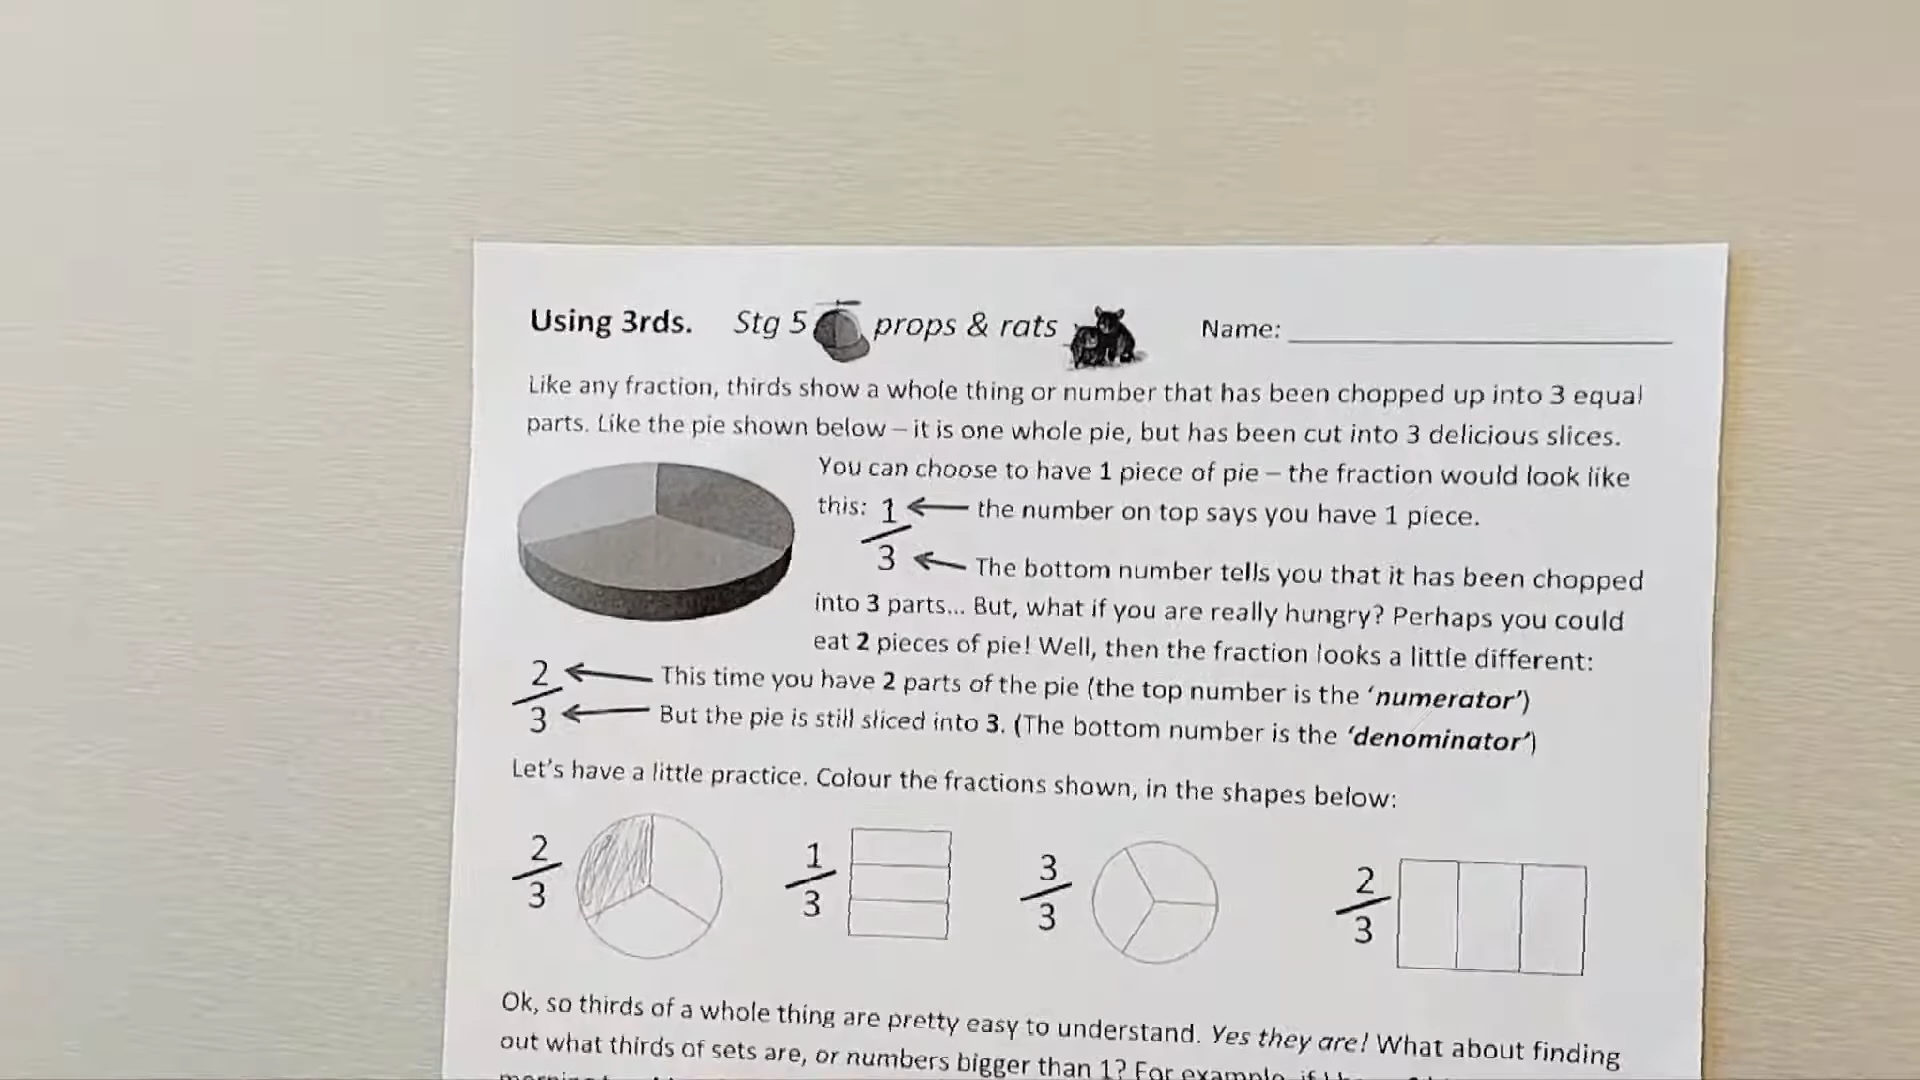 Using 3rds. Stg 5 props & rats Name:
Like any fraction, thirds show a whole thing or number that has been chopped up into 3 equal
parts. Like the pie shown below – it is one whole pie, but has been cut into 3 delicious slices.
You can choose to have 1 piece of pie – the fraction would look like
this: 1/3 the number on top says you have 1 piece.
The bottom number tells you that it has been chopped
into 3 parts... But, what if you are really hungry? Perhaps you could
eat 2 pieces of pie! Well, then the fraction looks a little different:
2 This time you have 2 parts of the pie (the top number is the ‘numerator’)
3 But the pie is still sliced into 3. (The bottom number is the ‘denominator’)
Let’s have a little practice. Colour the fractions shown, in the shapes below:
2/3 1/3 3/3 2/3
Ok, so thirds of a whole thing are pretty easy to understand. Yes they are! What about finding
out what thirds of sets are, or numbers bigger than 1? For example, if I